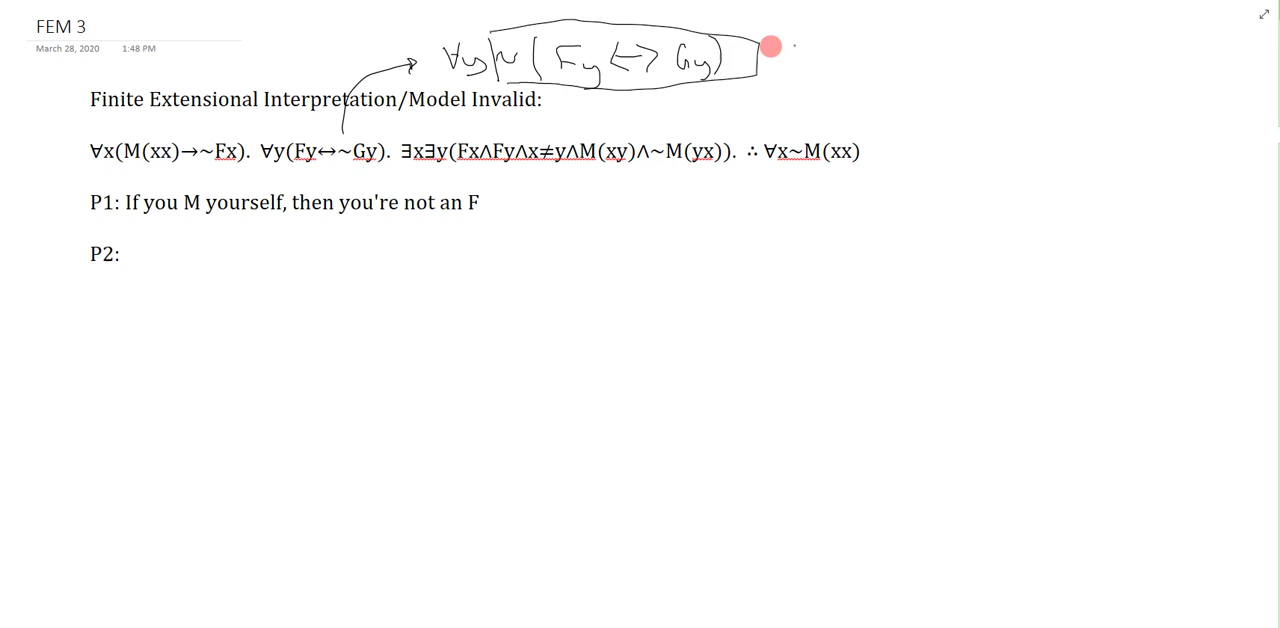 FEM 3
March 28, 2020 1:48 PM
∀y~(Fy↔Gy)
Finite Extensional Interpretation/Model Invalid:
∀x(M(xx)→~Fx). ∀y(Fy↔~Gy). ∃x∃y(Fx∧Fy∧x≠y∧M(xy)∧~M(yx)). ∴ ∀x~M(xx)
P1: If you M yourself, then you're not an F
P2: